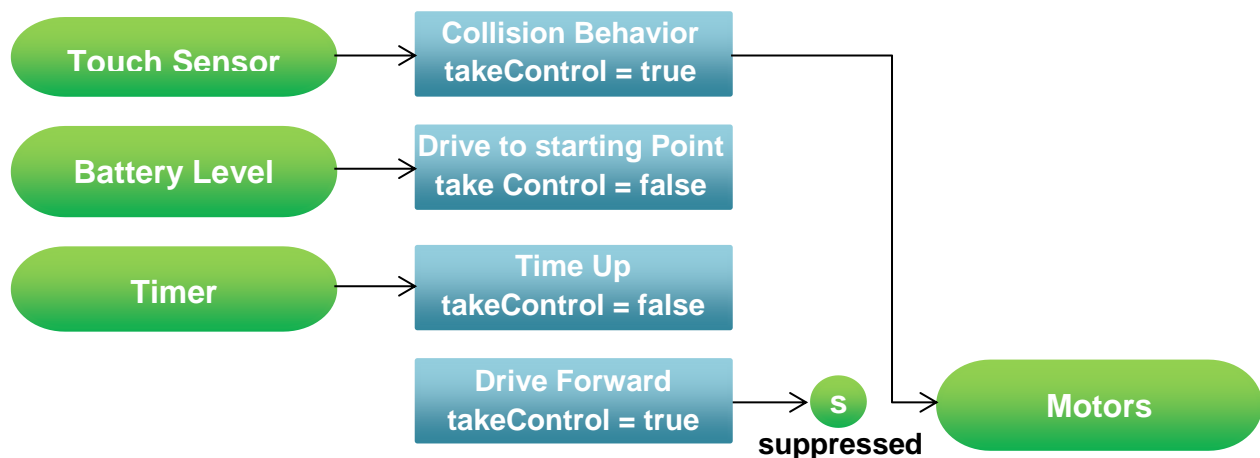 Touch Sensor
Collision Behavior
takeControl = true
Battery Level
Drive to starting Point
take Control = false
Timer
Time Up
takeControl = false
Drive Forward
takeControl = true
s
suppressed
Motors